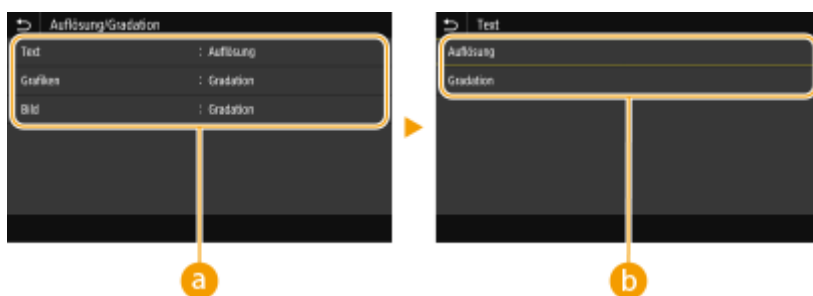 Auflösung/Gradation
Text : Auflösung
Grafiken : Gradation
Bild : Gradation
a
Text
Auflösung
Gradation
b